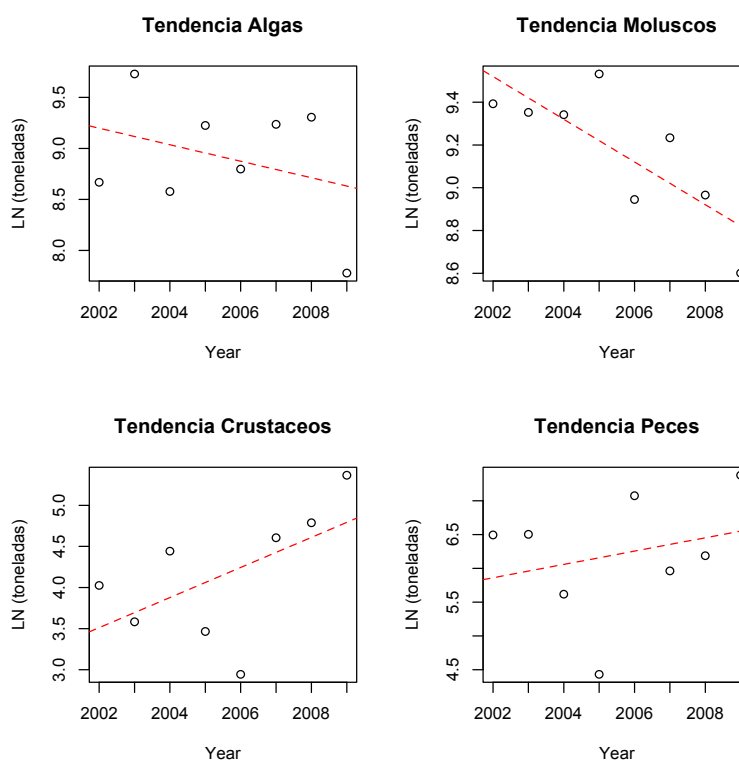 Tendencia Algas
LN (toneladas)
9.5
9.0
8.5
8.0
2002 2004 2006 2008
Year
Tendencia Moluscos
LN (toneladas)
9.4
9.2
9.0
8.8
8.6
2002 2004 2006 2008
Year
Tendencia Crustaceos
LN (toneladas)
5.0
4.5
4.0
3.5
3.0
2002 2004 2006 2008
Year
Tendencia Peces
LN (toneladas)
6.5
5.5
4.5
2002 2004 2006 2008
Year